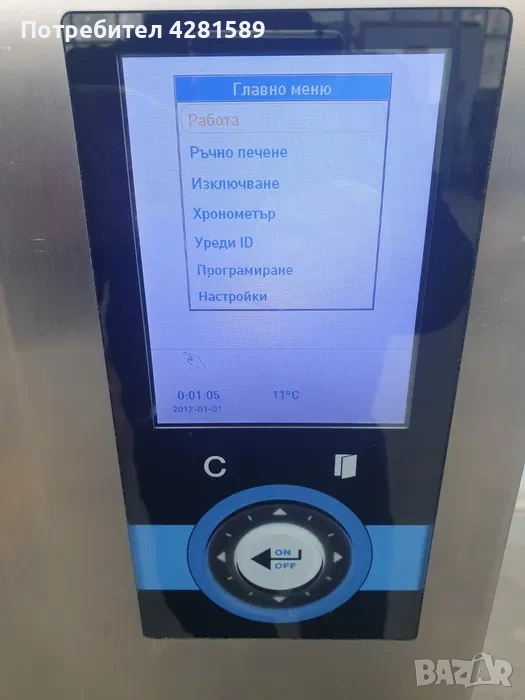 Потребител 4281589
Главно меню
Работа
Ръчно печене
Изключване
Хронометър
Уреди ID
Програмиране
Настройки
0:01:05 11°C
2012-01-01
C
ON
OFF
BAZAR